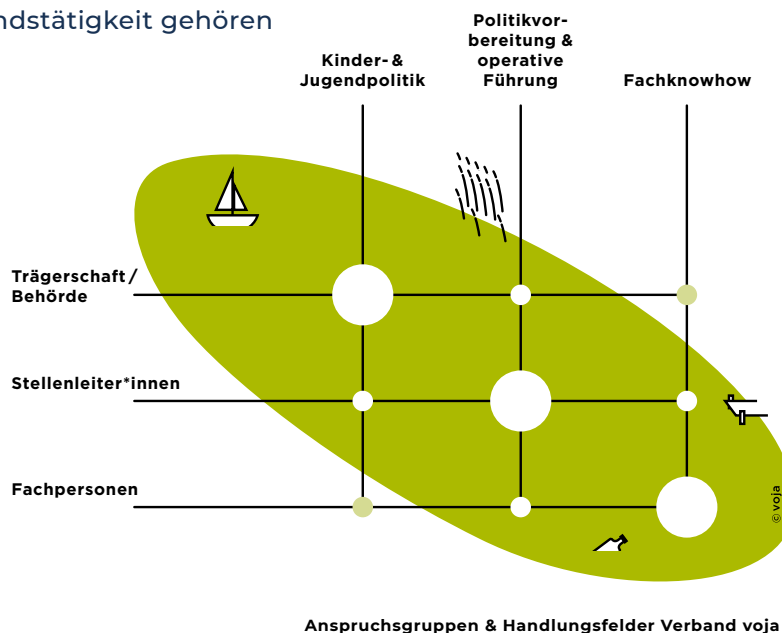 ndstätigkeit gehören
Politikvor-
bereitung &
operative
Führung
Kinder- &
Jugendpolitik
Fachknowhow
Trägerschaft/
Behörde
Stellenleiter*innen
Fachpersonen
© voja
Anspruchsgruppen & Handlungsfelder Verband voja